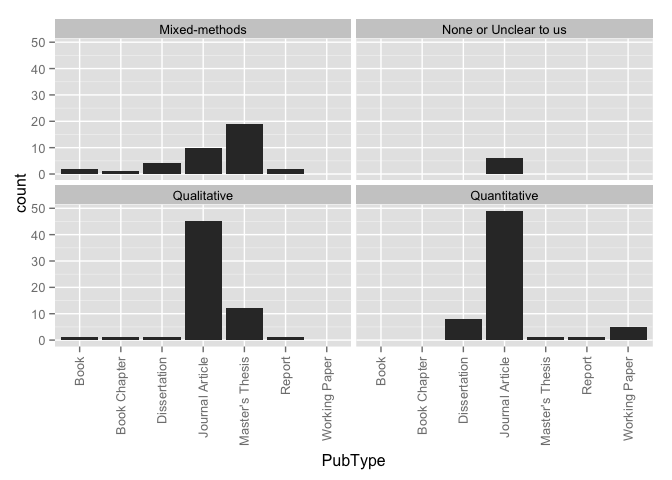 Mixed-methods
None or Unclear to us
50
40
30
20
10
0
Qualitative
Quantitative
50
40
30
20
10
0
count
Book
Book Chapter
Dissertation
Journal Article
Master's Thesis
Report
Working Paper
Book
Book Chapter
Dissertation
Journal Article
Master's Thesis
Report
Working Paper
PubType